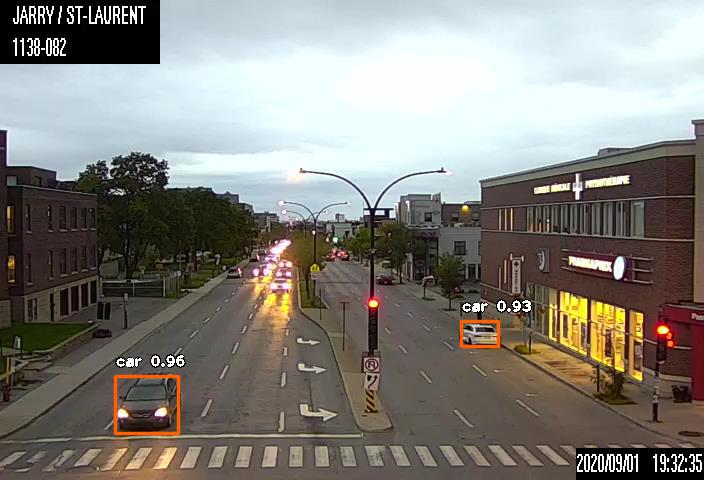 JARRY / ST-LAURENT
1138-082
CLINIQUE MÉDICALE PHYSIOTHÉRAPIE
PHARMAPRIX
car 0.93
car 0.96
2020/09/01 19:32:35